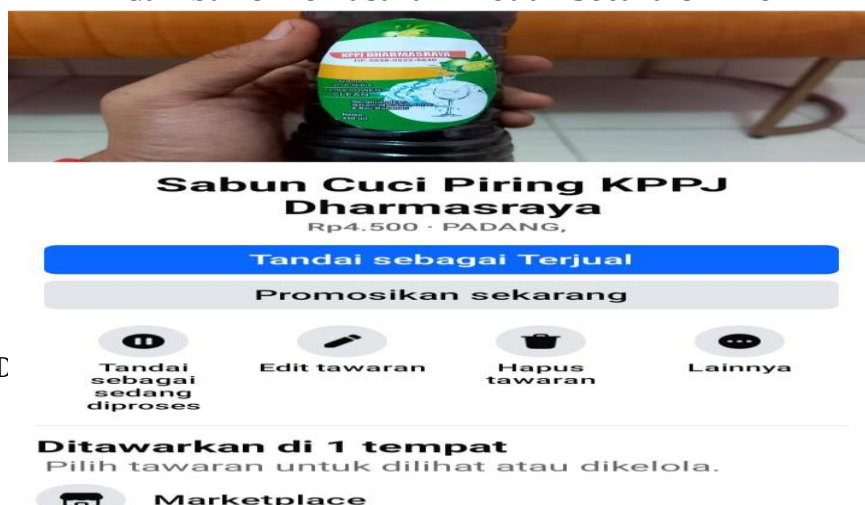 KPPJ DHARMASRAYA
Sabun Cuci Piring KPPJ
Dharmasraya
Rp4.500 · PADANG,
Tandai sebagai Terjual
Promosikan sekarang
Tandai
sebagai
sedang
diproses
Edit tawaran
Hapus
tawaran
Lainnya
Ditawarkan di 1 tempat
Pilih tawaran untuk dilihat atau dikelola.
Marketplace